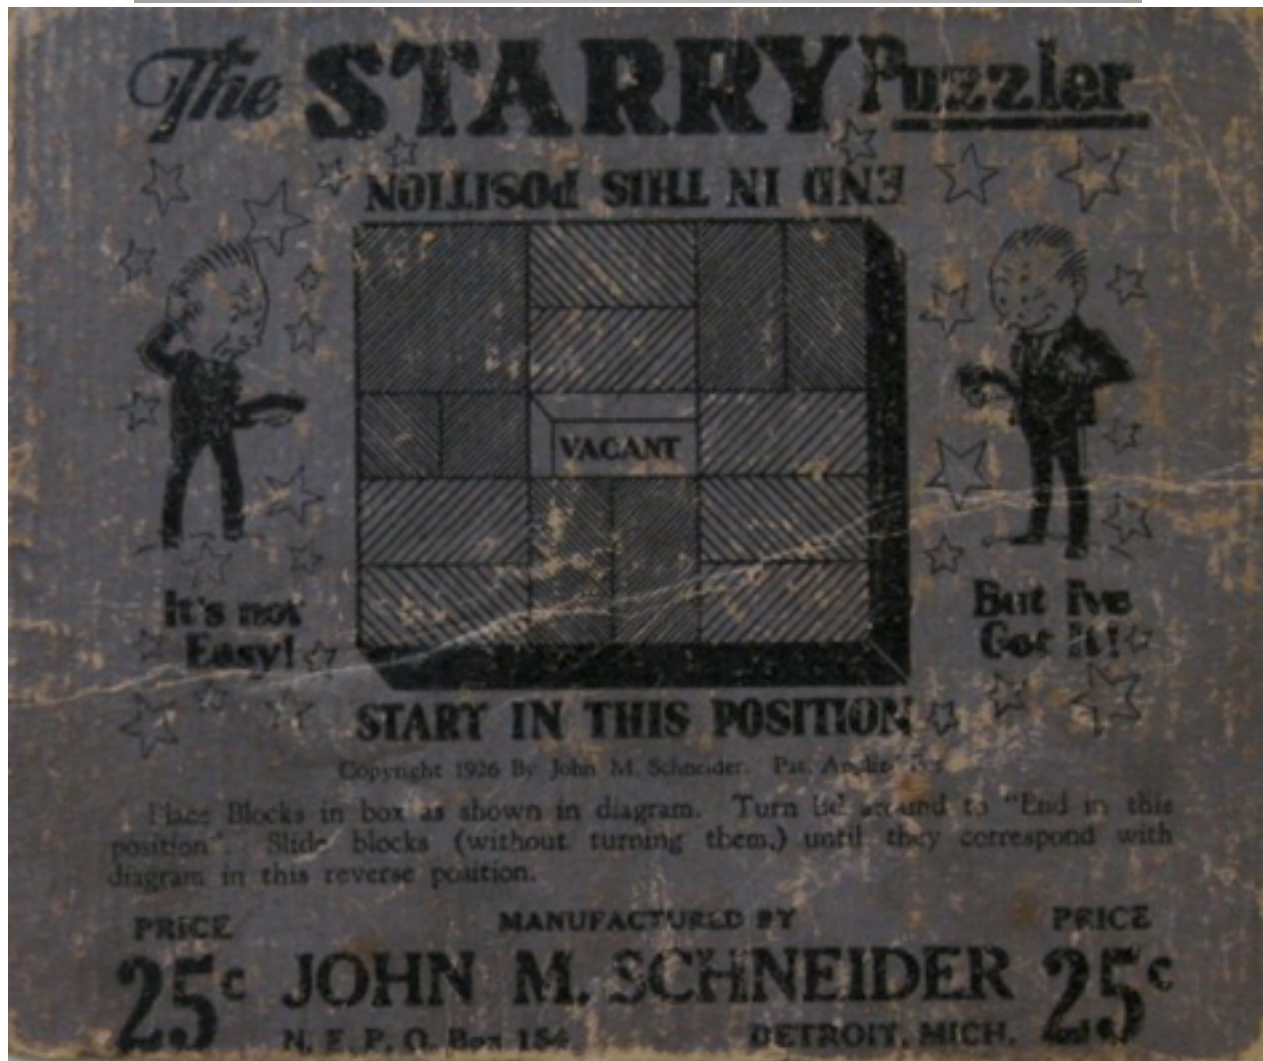 The STARRY Puzzler
END IN THIS POSITION
VACANT
It's not
Easy!
But I've
Got It!
START IN THIS POSITION
Copyright 1926 By John M. Schneider. Pat. Applied For
Place Blocks in box as shown in diagram. Turn lid around to "End in this
position". Slide blocks (without turning them,) until they correspond with
diagram in this reverse position.
PRICE
25c
MANUFACTURED BY
JOHN M. SCHNEIDER
N. E. P. O. Box 154
DETROIT, MICH.
PRICE
25c